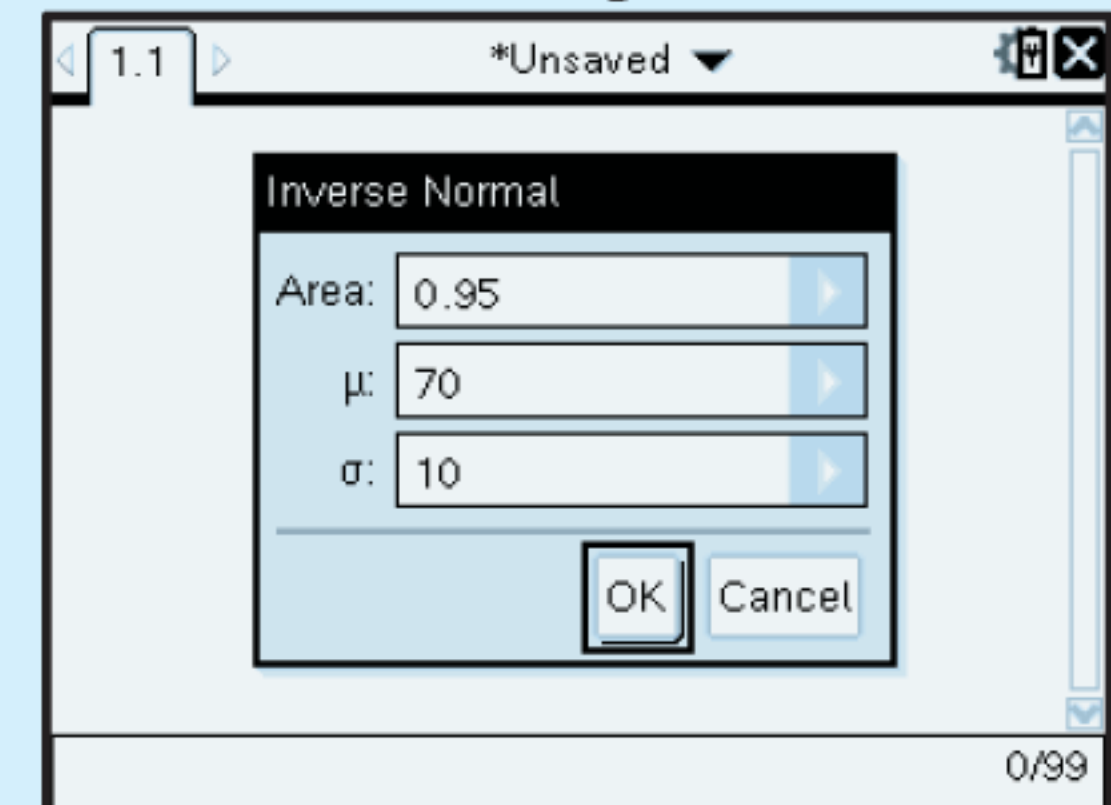 1.1 *Unsaved
Inverse Normal
Area: 0.95
μ: 70
σ: 10
OK Cancel
0/99